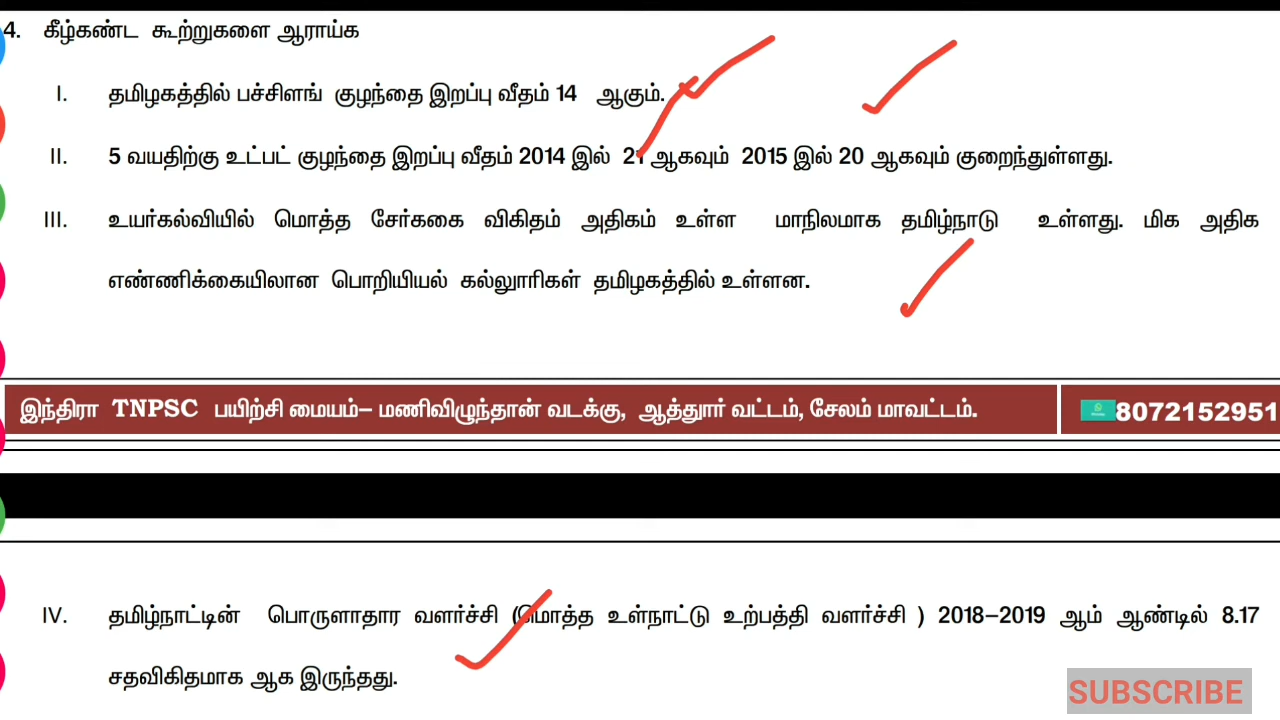 4. கீழ்கண்ட கூற்றுகளை ஆராய்க
I. தமிழகத்தில் பச்சிளங் குழந்தை இறப்பு வீதம் 14 ஆகும்.
II. 5 வயதிற்கு உட்பட் குழந்தை இறப்பு வீதம் 2014 இல் 21 ஆகவும் 2015 இல் 20 ஆகவும் குறைந்துள்ளது.
III. உயர்கல்வியில் மொத்த சேர்ககை விகிதம் அதிகம் உள்ள மாநிலமாக தமிழ்நாடு உள்ளது. மிக அதிக
எண்ணிக்கையிலான பொறியியல் கல்லூரிகள் தமிழகத்தில் உள்ளன.
இந்திரா TNPSC பயிற்சி மையம்– மணிவிழுந்தான் வடக்கு, ஆத்தூர் வட்டம், சேலம் மாவட்டம். 8072152951
IV. தமிழ்நாட்டின் பொருளாதார வளர்ச்சி (மொத்த உள்நாட்டு உற்பத்தி வளர்ச்சி ) 2018–2019 ஆம் ஆண்டில் 8.17
சதவிகிதமாக ஆக இருந்தது.
SUBSCRIBE